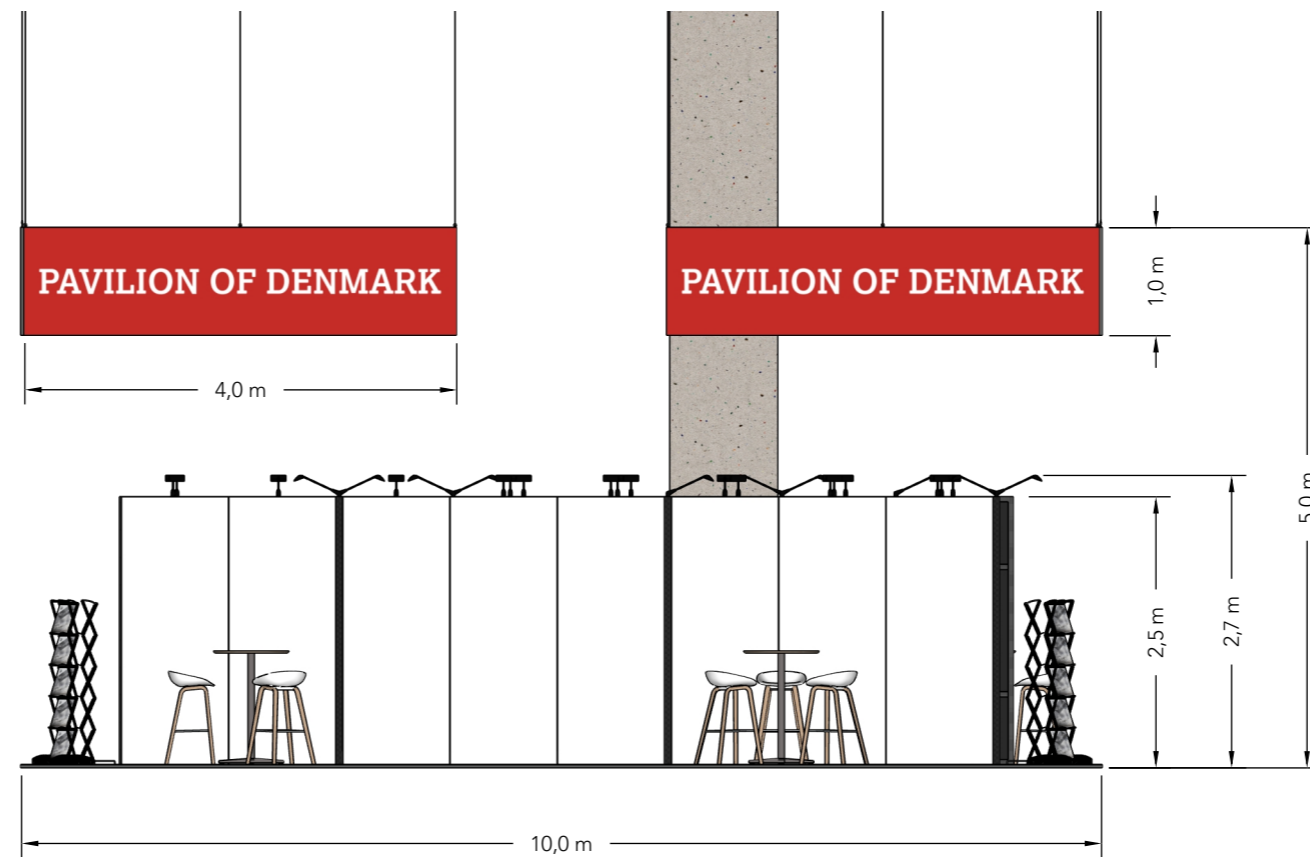 PAVILION OF DENMARK
PAVILION OF DENMARK
1,0 m
4,0 m
5,0 m
2,5 m
2,7 m
10,0 m